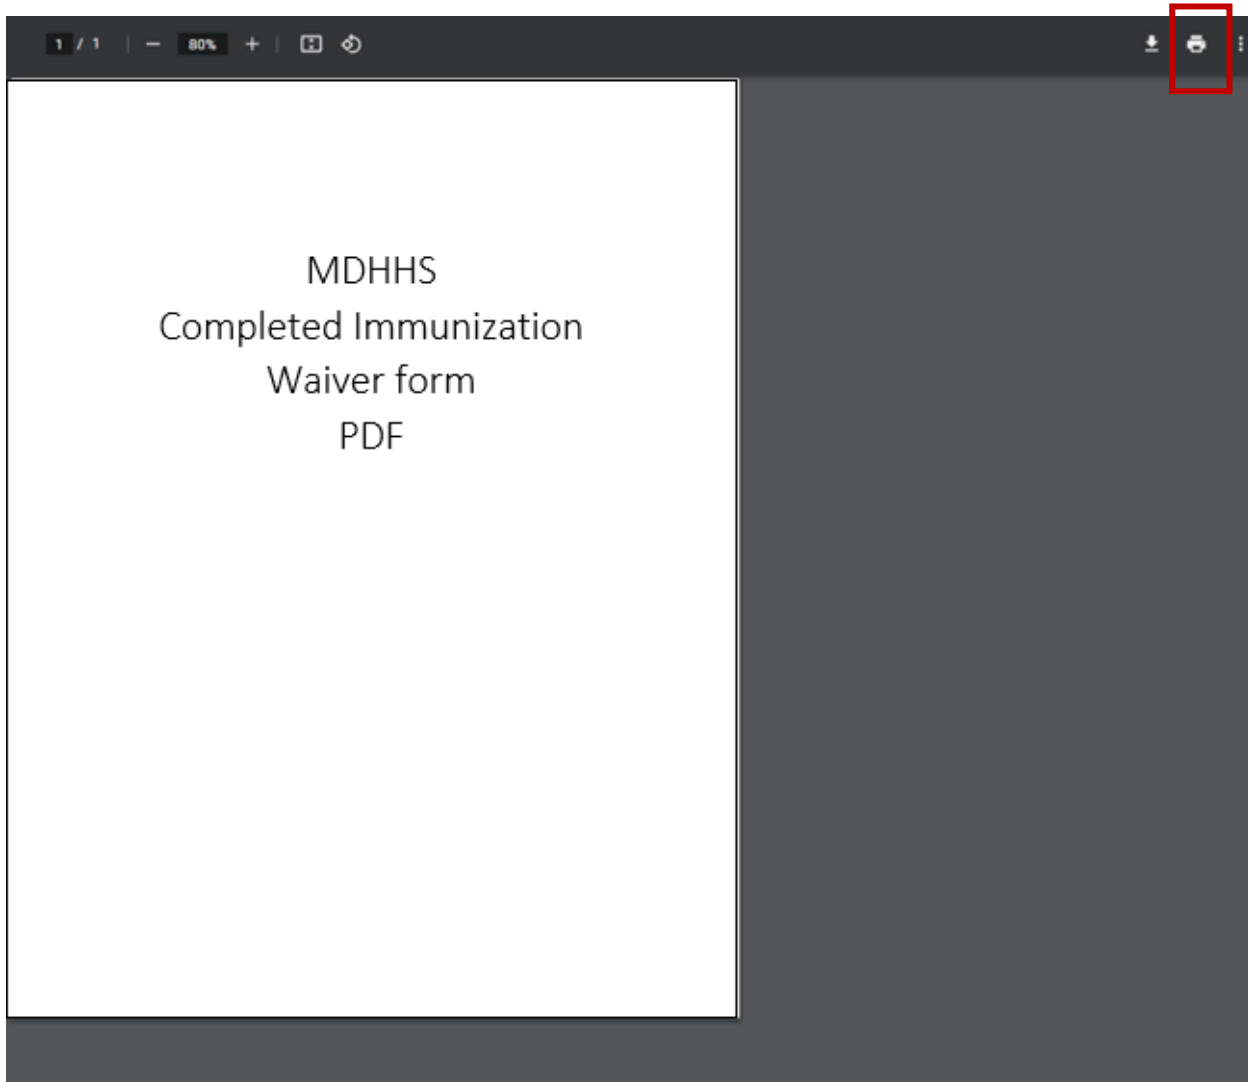 1 / 1 | − 80% + |
MDHHS
Completed Immunization
Waiver form
PDF